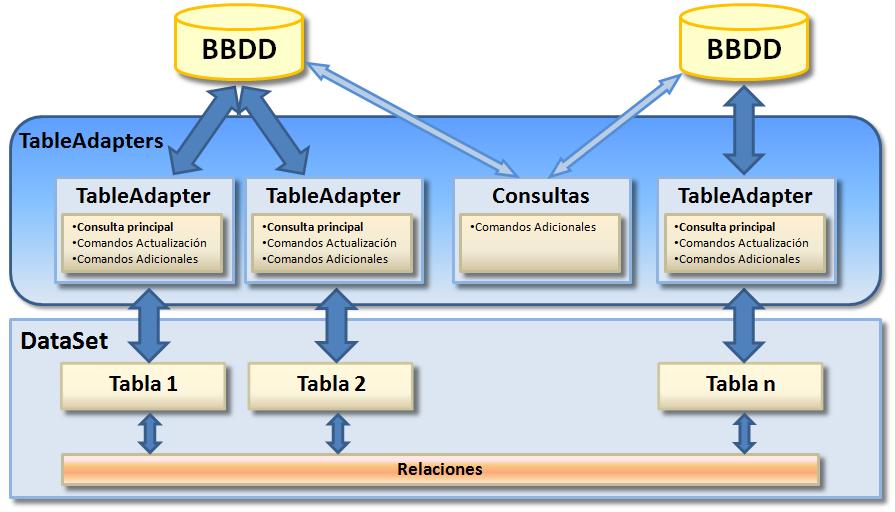 BBDD
BBDD
TableAdapters
TableAdapter
•Consulta principal
•Comandos Actualización
•Comandos Adicionales
TableAdapter
•Consulta principal
•Comandos Actualización
•Comandos Adicionales
Consultas
•Comandos Adicionales
TableAdapter
•Consulta principal
•Comandos Actualización
•Comandos Adicionales
DataSet
Tabla 1
Tabla 2
Tabla n
Relaciones